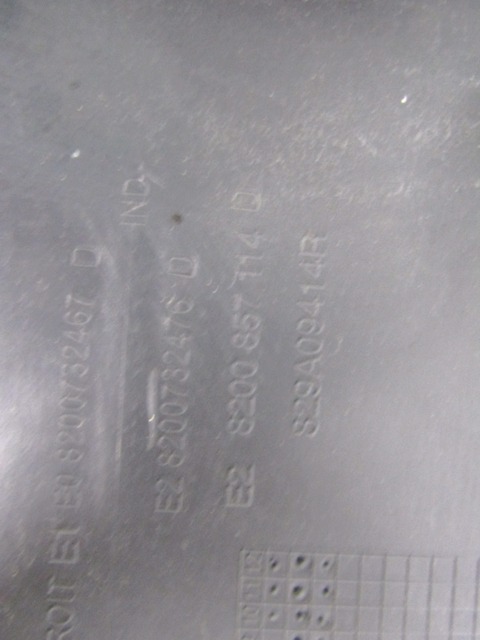 IND.
ROIT E1 E0 8200732467 D
E2 8200732476 D
E2 8200 857 114 D
829A09414R